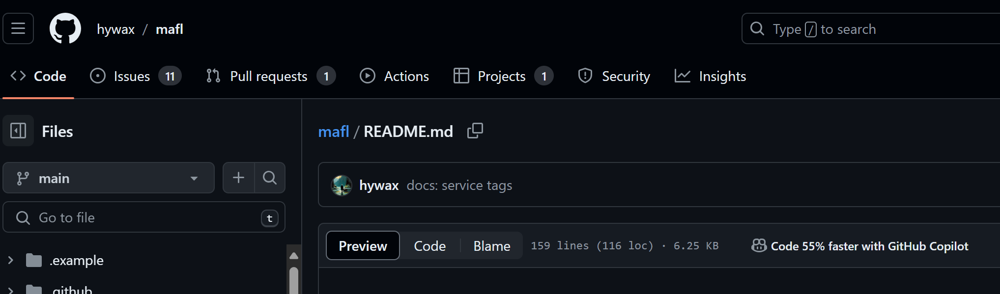 hywax / mafl
Type / to search
Code Issues 11 Pull requests 1 Actions Projects 1 Security Insights
Files
main
Go to file t
.example
.github
mafl / README.md
hywax docs: service tags
Preview Code Blame 159 lines (116 loc) · 6.25 KB Code 55% faster with GitHub Copilot